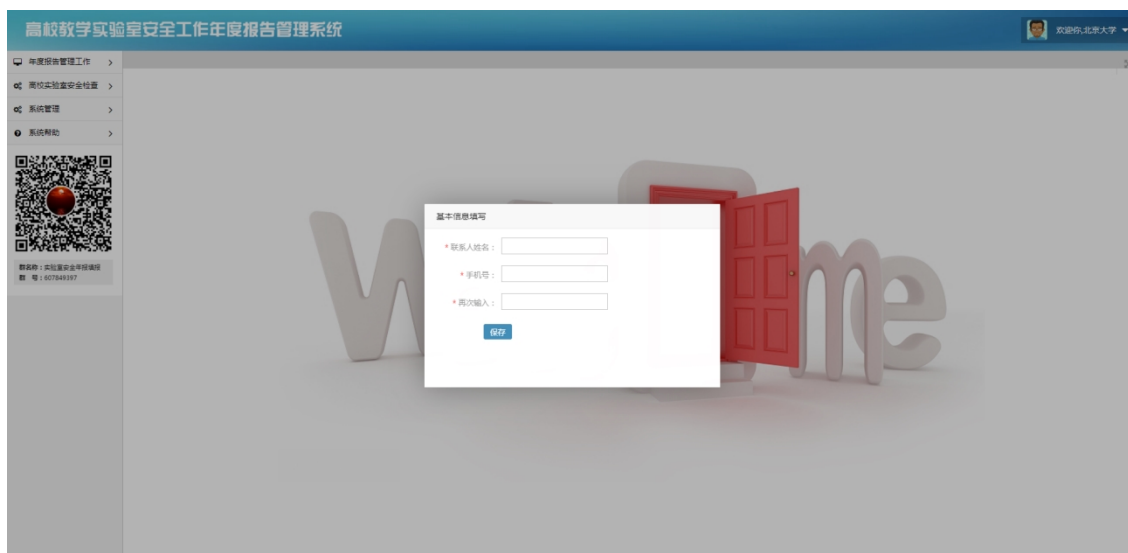 高校教学实验室安全工作年度报告管理系统
欢迎你,北京大学
年度报告管理工作
高校实验室安全检查
系统管理
系统帮助
群名称：实验室安全年报填报
群 号：607849397
基本信息填写
* 联系人姓名：
* 手机号：
* 再次输入：
保存
W
me